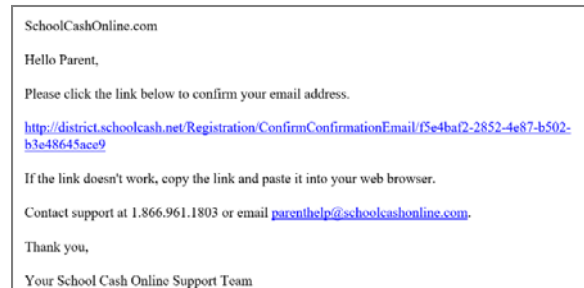 SchoolCashOnline.com
Hello Parent,
Please click the link below to confirm your email address.
http://district.schoolcash.net/Registration/ConfirmConfirmationEmail/f5e4baf2-2852-4e87-b502-
b3e48645ace9
If the link doesn't work, copy the link and paste it into your web browser.
Contact support at 1.866.961.1803 or email parenthelp@schoolcashonline.com.
Thank you,
Your School Cash Online Support Team